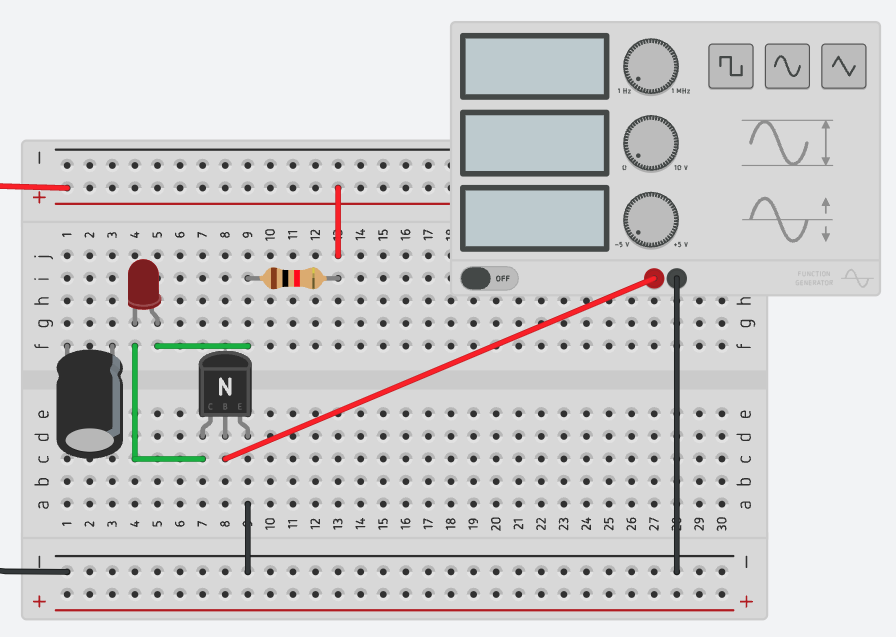 1 Hz 1 MHz
0 10 V
-5 V +5 V
OFF
FUNCTION
GENERATOR
− +
1 2 3 4 5 6 7 8 9 10 11 12 13 14 15 16 17
j
i
h h
g g
f f
N
C B E
e e
d d
c c
b b
a a
1 2 3 4 5 6 7 8 9 10 11 12 13 14 15 16 17 18 19 20 21 22 23 24 25 26 27 28 29 30
− −
+ +